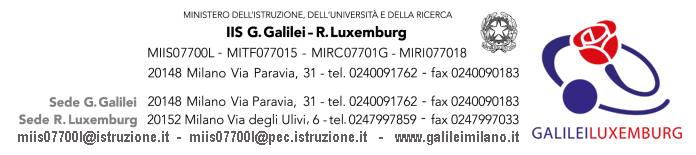 MINISTERO DELL'ISTRUZIONE, DELL'UNIVERSITÀ E DELLA RICERCA
IIS G.Galilei - R.Luxemburg
MIIS07700L - MITF077015 - MIRC07701G - MIRI077018
20148 Milano Via Paravia, 31 - tel. 0240091762 - fax 0240090183
Sede G.Galilei 20148 Milano Via Paravia, 31 - tel. 0240091762 - fax 0240090183
Sede R.Luxemburg 20152 Milano Via degli Ulivi, 6 - tel. 0247997859 - fax 0247997033
miis07700l@istruzione.it - miis07700l@pec.istruzione.it - www.galileimilano.it
GALILEILUXEMBURG